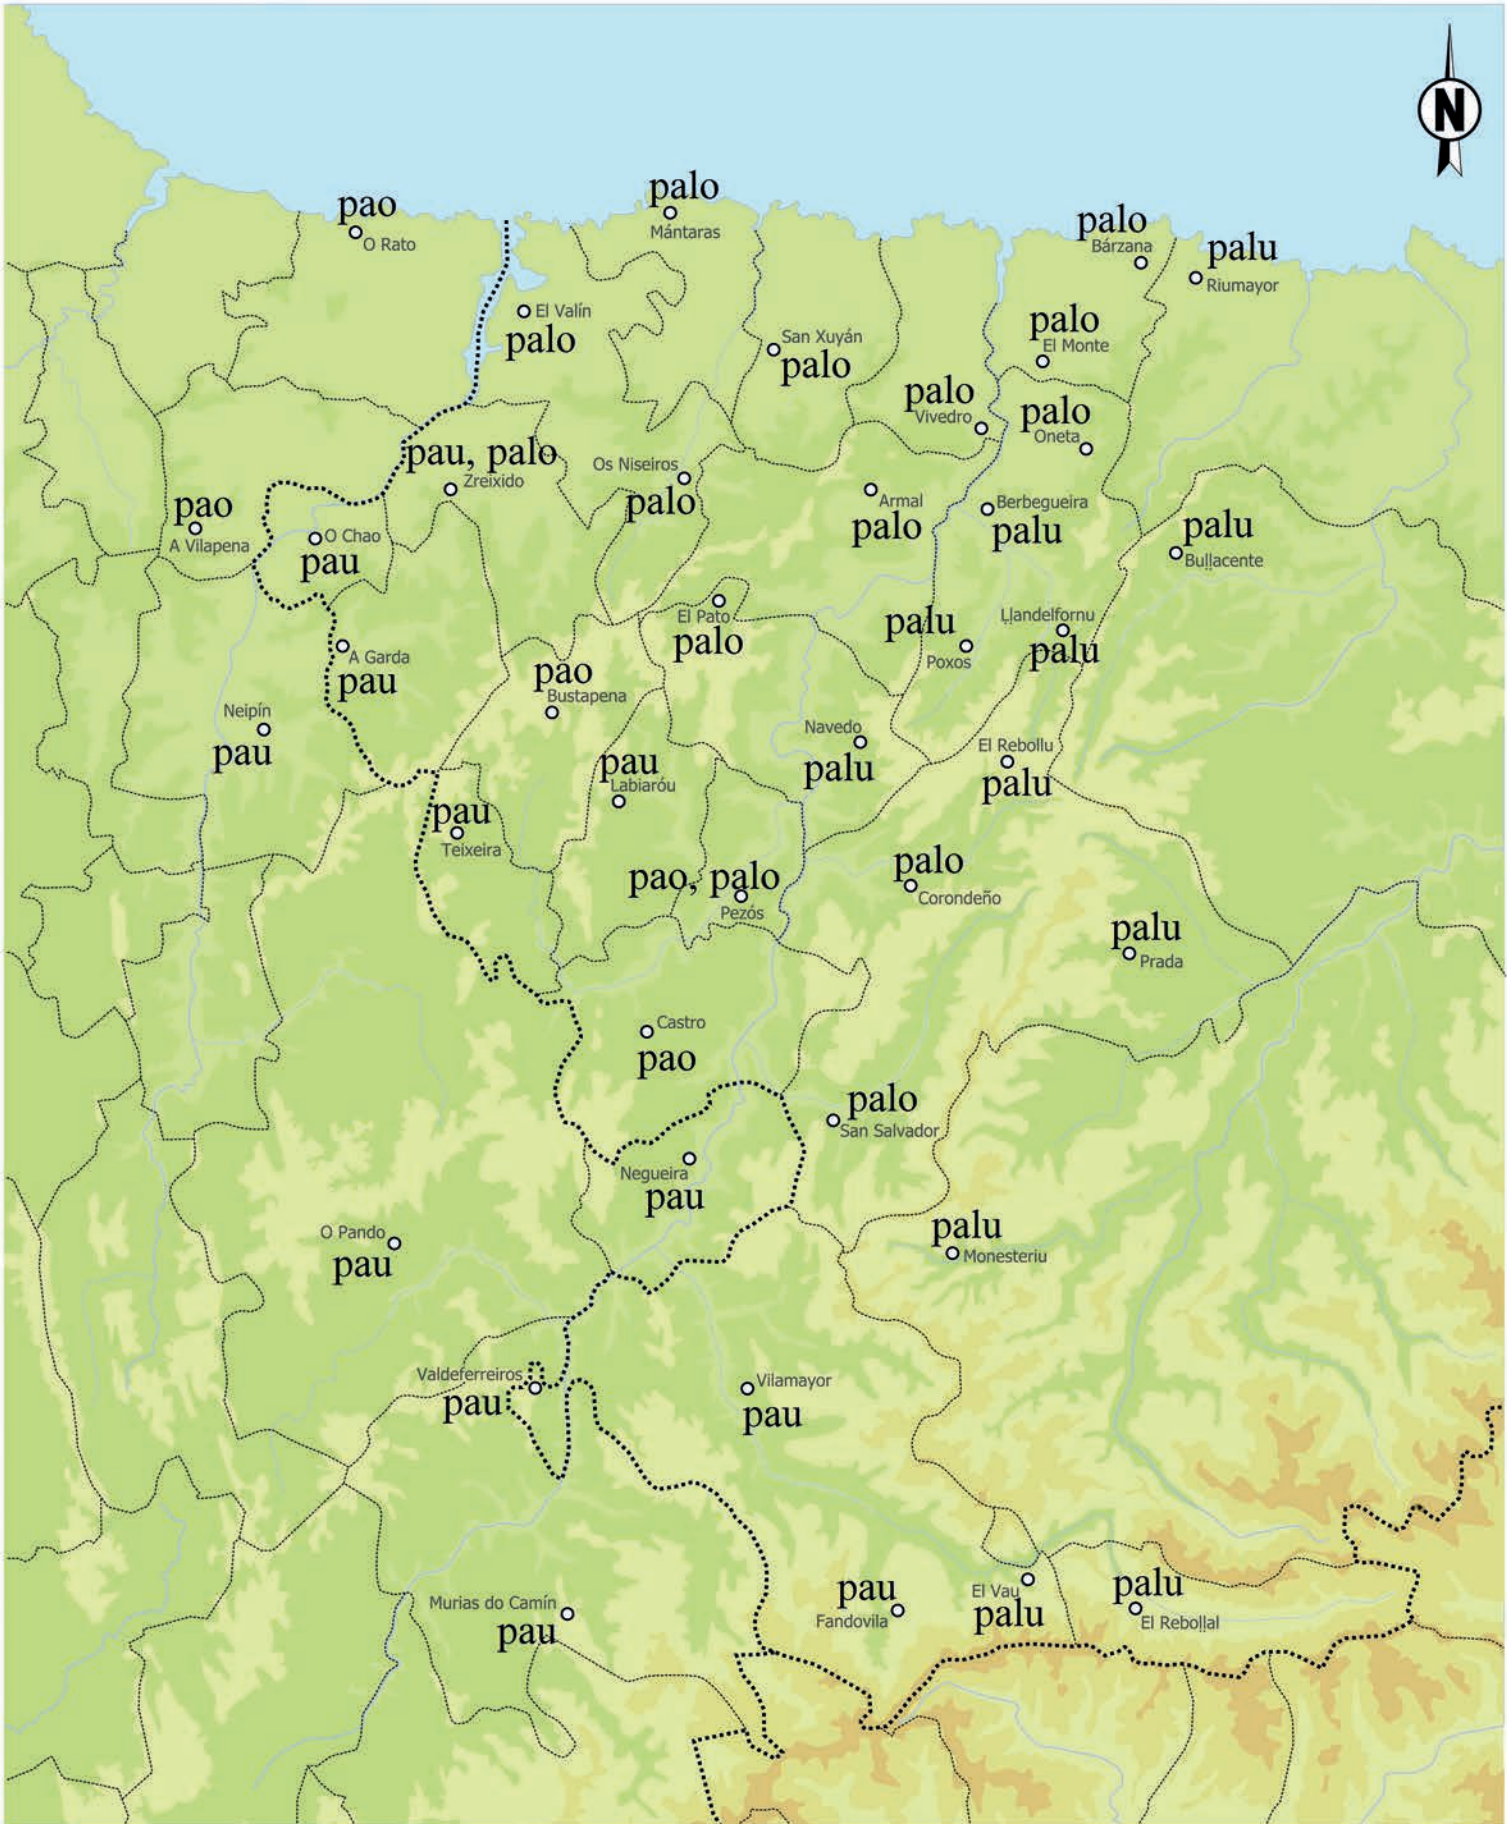 N
palo
Mántaras
pao
O Rato
palo
Bárzana
palu
Riumayor
El Valín
palo
palo
El Monte
San Xuyán
palo
palo
Vivedro
palo
Oneta
pau, palo
Zreixido
Os Niseiros
palo
Armal
palo
Berbegueira
palu
pao
A Vilapena
O Chao
pau
palu
Buḷḷacente
El Pato
palo
palu
Poxos
Ḷḷandelfornu
palu
A Garda
pau
pao
Bustapena
Neipín
pau
Navedo
palu
El Rebollu
palu
pau
Labiaróu
pau
Teixeira
pao, palo
Pezós
palo
Corondeño
palu
Prada
Castro
pao
palo
San Salvador
Negueira
pau
O Pando
pau
palu
Monesteriu
Valdeferreiros
pau
Vilamayor
pau
Murias do Camín
pau
pau
Fandovila
El Vau
palu
palu
El Reboḷḷal